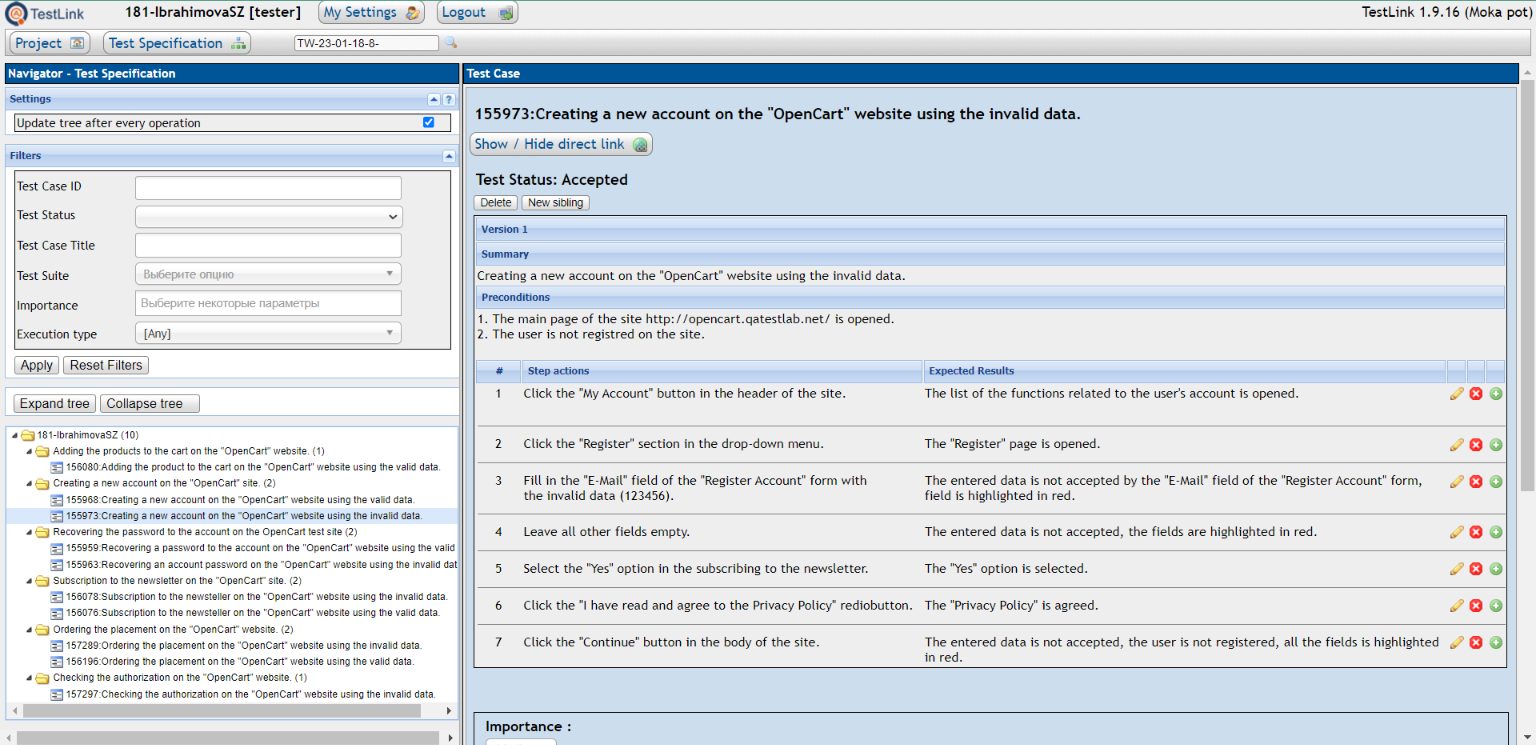 TestLink
181-IbrahimovaSZ [tester]
My Settings
Logout
TestLink 1.9.16 (Moka pot)
Project
Test Specification
TW-23-01-18-8-
Navigator - Test Specification
Settings
?
Update tree after every operation
Filters
Test Case ID
Test Status
Test Case Title
Test Suite
Выберите опцию
Importance
Выберите некоторые параметры
Execution type
[Any]
Apply
Reset Filters
Expand tree
Collapse tree
181-IbrahimovaSZ (10)
Adding the products to the cart on the "OpenCart" website. (1)
156080:Adding the product to the cart on the "OpenCart" website using the valid data.
Creating a new account on the "OpenCart" site. (2)
155968:Creating a new account on the "OpenCart" website using the valid data.
155973:Creating a new account on the "OpenCart" website using the invalid data.
Recovering the password to the account on the OpenCart test site (2)
155959:Recovering a password to the account on the "OpenCart" website using the valid
155963:Recovering an account password on the "OpenCart" website using the invalid dat
Subscription to the newsletter on the "OpenCart" site. (2)
156078:Subscription to the newsteller on the "OpenCart" website using the invalid data.
156076:Subscription to the newsteller on the "OpenCart" website using the valid data.
Ordering the placement on the "OpenCart" website. (2)
157289:Ordering the placement on the "OpenCart" website using the invalid data.
156196:Ordering the placement on the "OpenCart" website using the valid data.
Checking the authorization on the "OpenCart" website. (1)
157297:Checking the authorization on the "OpenCart" website using the invalid data.
Test Case
155973:Creating a new account on the "OpenCart" website using the invalid data.
Show / Hide direct link
Test Status: Accepted
Delete
New sibling
Version 1
Summary
Creating a new account on the "OpenCart" website using the invalid data.
Preconditions
1. The main page of the site http://opencart.qatestlab.net/ is opened.
2. The user is not registred on the site.
# Step actions Expected Results
1 Click the "My Account" button in the header of the site. The list of the functions related to the user's account is opened.
2 Click the "Register" section in the drop-down menu. The "Register" page is opened.
3 Fill in the "E-Mail" field of the "Register Account" form with The entered data is not accepted by the "E-Mail" field of the "Register Account" form,
the invalid data (123456). field is highlighted in red.
4 Leave all other fields empty. The entered data is not accepted, the fields are highlighted in red.
5 Select the "Yes" option in the subscribing to the newsletter. The "Yes" option is selected.
6 Click the "I have read and agree to the Privacy Policy" rediobutton. The "Privacy Policy" is agreed.
7 Click the "Continue" button in the body of the site. The entered data is not accepted, the user is not registered, all the fields is highlighted
in red.
Importance :